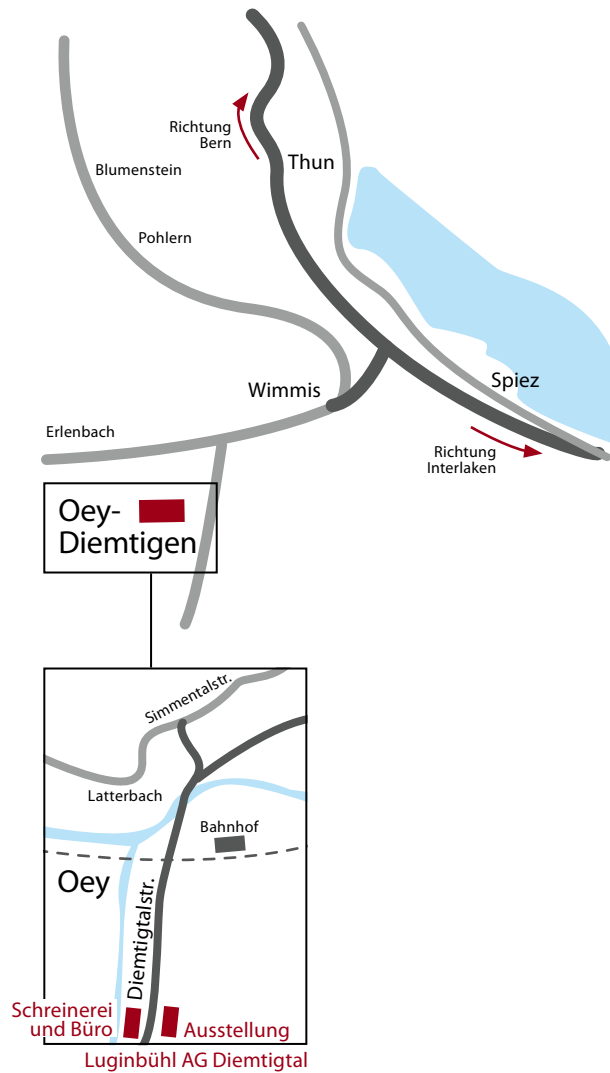 Richtung
Bern
Thun
Blumenstein
Pohlern
Spiez
Wimmis
Erlenbach
Richtung
Interlaken
Oey-
Diemtigen
Simmentalstr.
Latterbach
Bahnhof
Oey
Diemtigtalstr.
Schreinerei
und Büro
Ausstellung
Luginbühl AG Diemtigtal